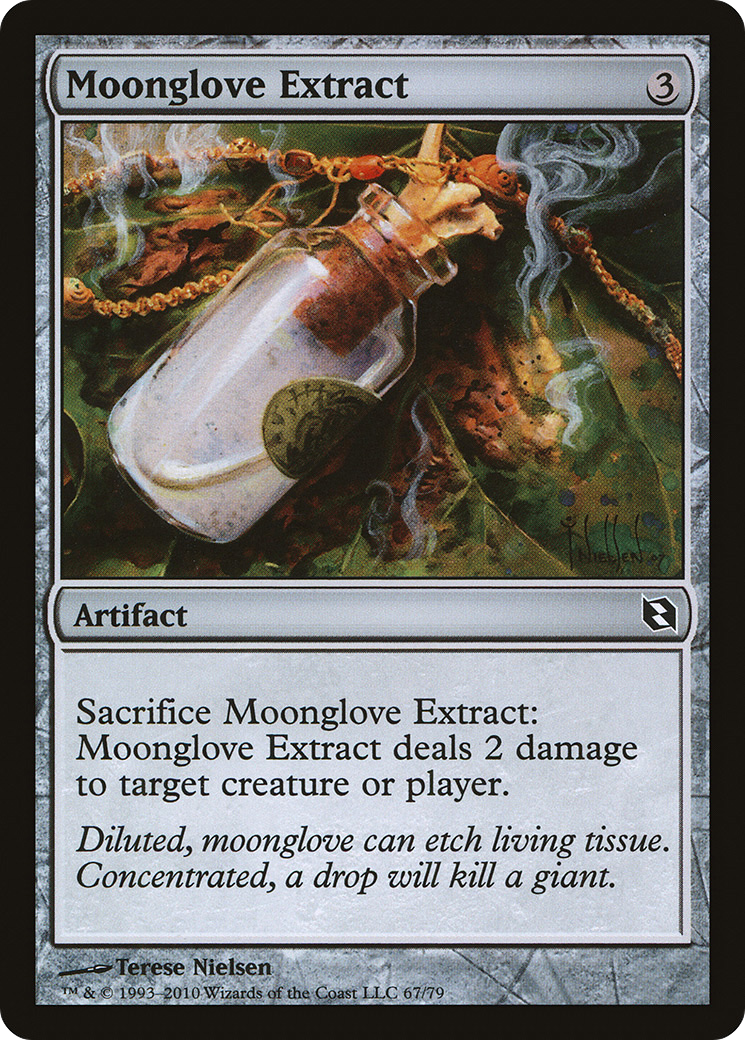 Moonglove Extract
3
NIELSEN 07
Artifact
Sacrifice Moonglove Extract:
Moonglove Extract deals 2 damage
to target creature or player.
Diluted, moonglove can etch living tissue.
Concentrated, a drop will kill a giant.
Terese Nielsen
™ & © 1993–2010 Wizards of the Coast LLC 67/79